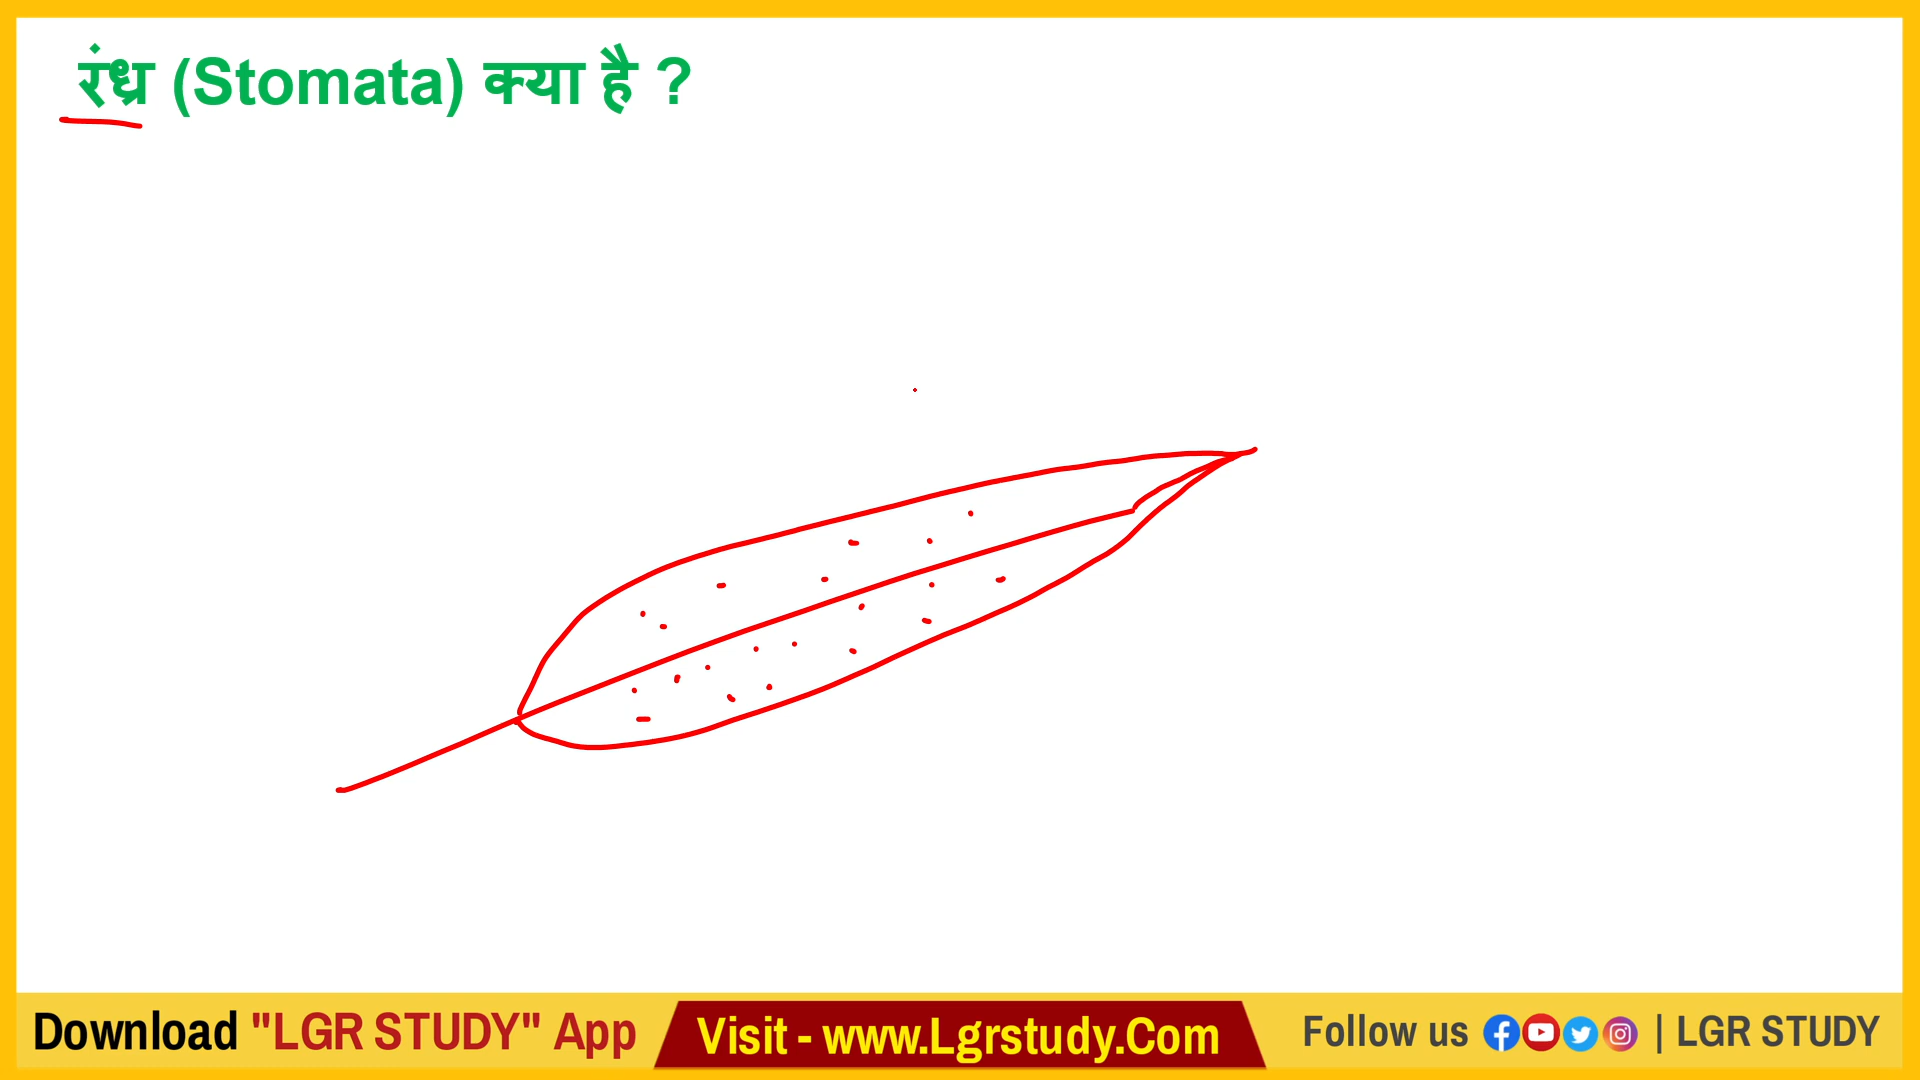 रंध्र (Stomata) क्या है ?
Download "LGR STUDY" App
Visit - www.Lgrstudy.Com
Follow us | LGR STUDY